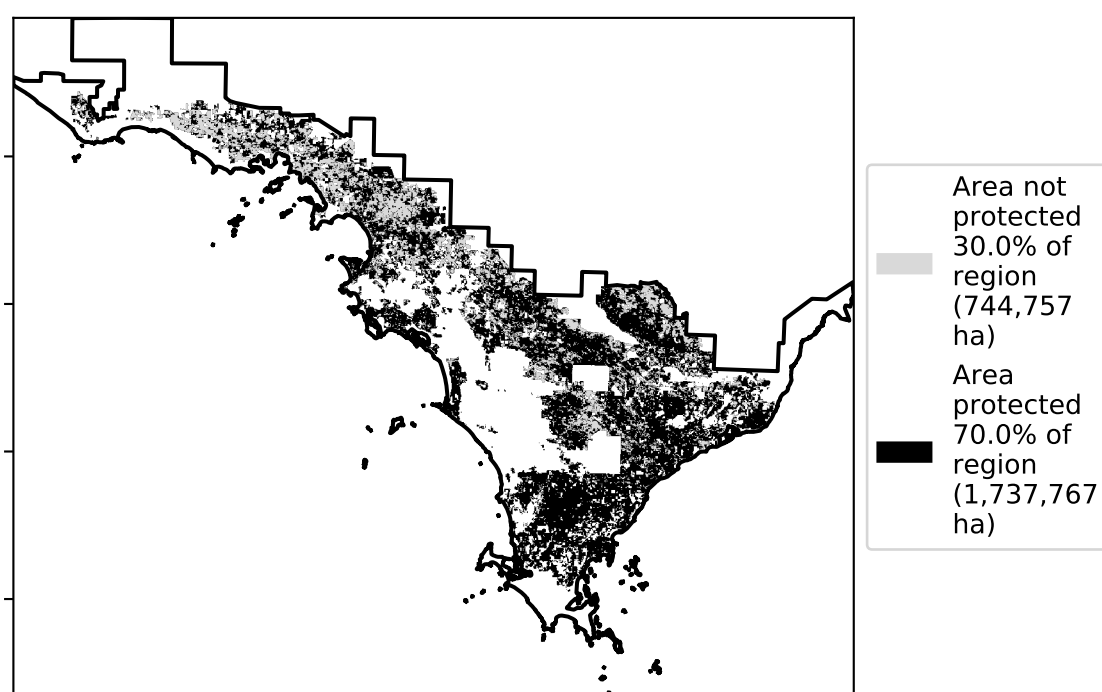 Area not
protected
30.0% of
region
(744,757
ha)
Area
protected
70.0% of
region
(1,737,767
ha)